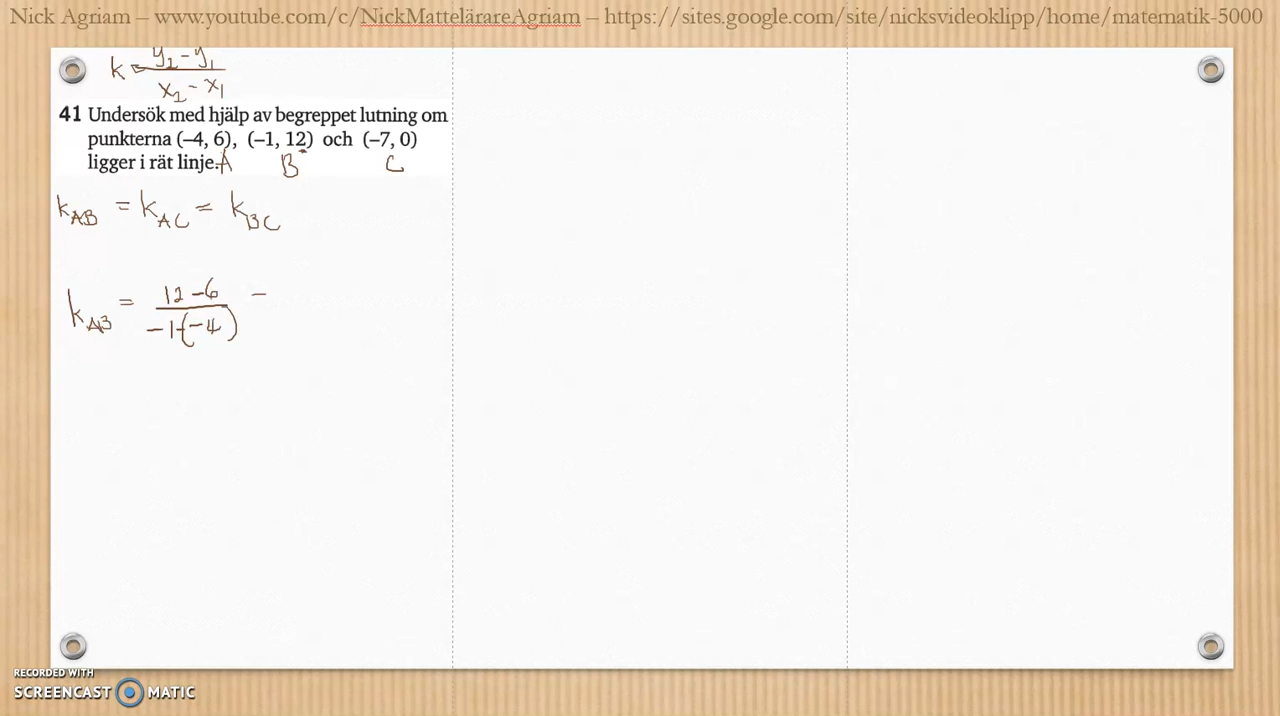 Nick Agriam – www.youtube.com/c/NickMattelärareAgriam – https://sites.google.com/site/nicksvideoklipp/home/matematik-5000
k = y₂ - y₁
x₂ - x₁
41 Undersök med hjälp av begreppet lutning om
punkterna (–4, 6), (–1, 12) och (–7, 0)
ligger i rät linje. A B C
k_AB = k_AC = k_BC
k_AB = 12 - 6 =
-1-(-4)
RECORDED WITH
SCREENCAST MATIC